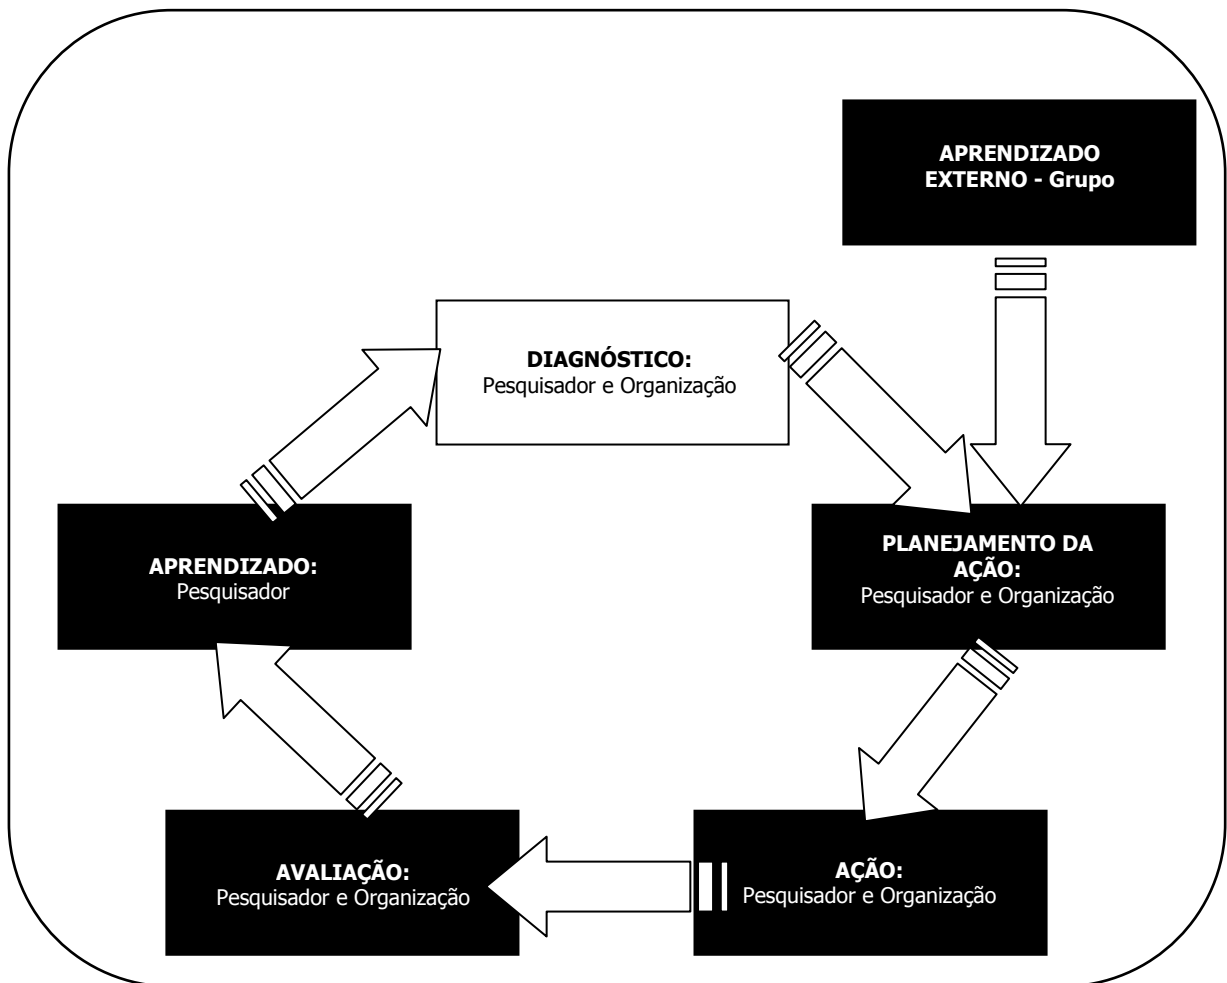 APRENDIZADO
EXTERNO - Grupo
DIAGNÓSTICO:
Pesquisador e Organização
PLANEJAMENTO DA
AÇÃO:
Pesquisador e Organização
APRENDIZADO:
Pesquisador
AVALIAÇÃO:
Pesquisador e Organização
AÇÃO:
Pesquisador e Organização